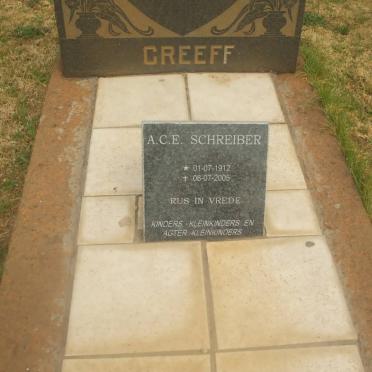 GREEFF
A.C.E. SCHREIBER
★ 01-07-1912
✝ 08-07-2005
RUS IN VREDE
KINDERS - KLEINKINDERS EN
AGTER - KLEINKINDERS